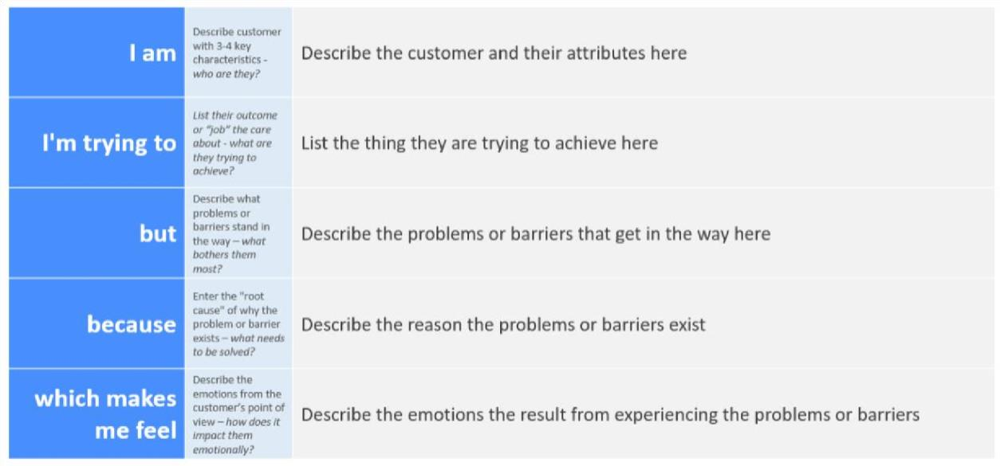 I am
Describe customer
with 3-4 key
characteristics -
who are they?
Describe the customer and their attributes here
I'm trying to
List their outcome
or "job" the care
about - what are
they trying to
achieve?
List the thing they are trying to achieve here
but
Describe what
problems or
barriers stand in
the way – what
bothers them
most?
Describe the problems or barriers that get in the way here
because
Enter the "root
cause" of why the
problem or barrier
exists – what needs
to be solved?
Describe the reason the problems or barriers exist
which makes
me feel
Describe the
emotions from the
customer's point of
view – how does it
impact them
emotionally?
Describe the emotions the result from experiencing the problems or barriers